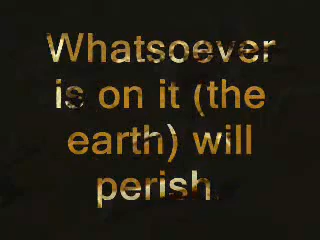 Whatsoever
is on it (the
earth) will
perish.